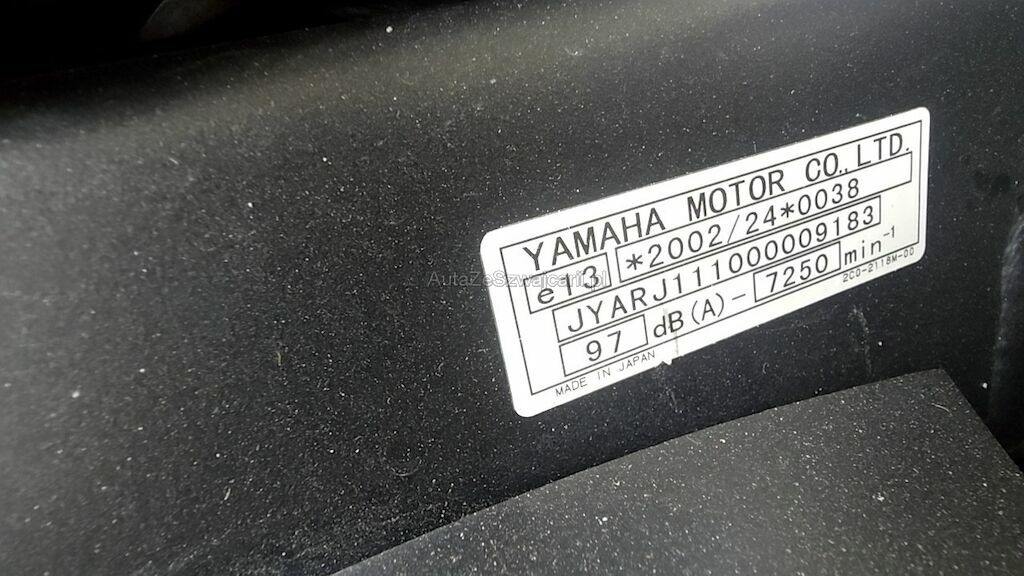 YAMAHA MOTOR CO., LTD.
e13 *2002/24*0038
JYARJ111000009183
97 dB(A)- 7250 min-1
MADE IN JAPAN 2C0-2118M-00
AutazeSzwajcarii.pl